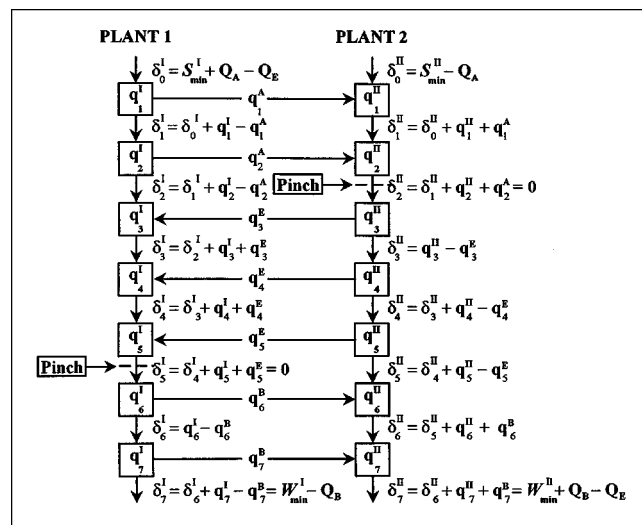 PLANT 1 PLANT 2
δ₀ᴵ = Sᴵmin + Q_A – Q_E δ₀ᴵᴵ = Sᴵᴵmin – Q_A
q₁ᴵ q₁ᴬ q₁ᴵᴵ
δ₁ᴵ = δ₀ᴵ + q₁ᴵ – q₁ᴬ δ₁ᴵᴵ = δ₀ᴵᴵ + q₁ᴵᴵ + q₁ᴬ
q₂ᴵ q₂ᴬ q₂ᴵᴵ
δ₂ᴵ = δ₁ᴵ + q₂ᴵ – q₂ᴬ Pinch δ₂ᴵᴵ = δ₁ᴵᴵ + q₂ᴵᴵ + q₂ᴬ = 0
q₃ᴵ q₃ᴱ q₃ᴵᴵ
δ₃ᴵ = δ₂ᴵ + q₃ᴵ + q₃ᴱ δ₃ᴵᴵ = q₃ᴵᴵ – q₃ᴱ
q₄ᴵ q₄ᴱ q₄ᴵᴵ
δ₄ᴵ = δ₃ᴵ + q₄ᴵ + q₄ᴱ δ₄ᴵᴵ = δ₃ᴵᴵ + q₄ᴵᴵ – q₄ᴱ
q₅ᴵ q₅ᴱ q₅ᴵᴵ
Pinch δ₅ᴵ = δ₄ᴵ + q₅ᴵ + q₅ᴱ = 0 δ₅ᴵᴵ = δ₄ᴵᴵ + q₅ᴵᴵ – q₅ᴱ
q₆ᴵ q₆ᴮ q₆ᴵᴵ
δ₆ᴵ = q₆ᴵ – q₆ᴮ δ₆ᴵᴵ = δ₅ᴵᴵ + q₆ᴵᴵ + q₆ᴮ
q₇ᴵ q₇ᴮ q₇ᴵᴵ
δ₇ᴵ = δ₆ᴵ + q₇ᴵ – q₇ᴮ = Wᴵmin – Q_B δ₇ᴵᴵ = δ₆ᴵᴵ + q₇ᴵᴵ + q₇ᴮ = Wᴵᴵmin + Q_B – Q_E